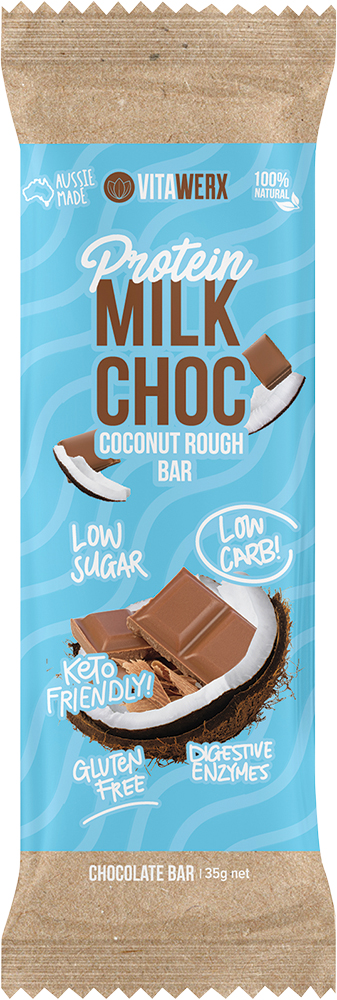 AUSSIE
MADE
VITAWERX
100%
NATURAL
Protein
MILK
CHOC
COCONUT ROUGH
BAR
LOW
SUGAR
LOW
CARB!
KETO
FRIENDLY!
GLUTEN
FREE
DIGESTIVE
ENZYMES
CHOCOLATE BAR | 35g net